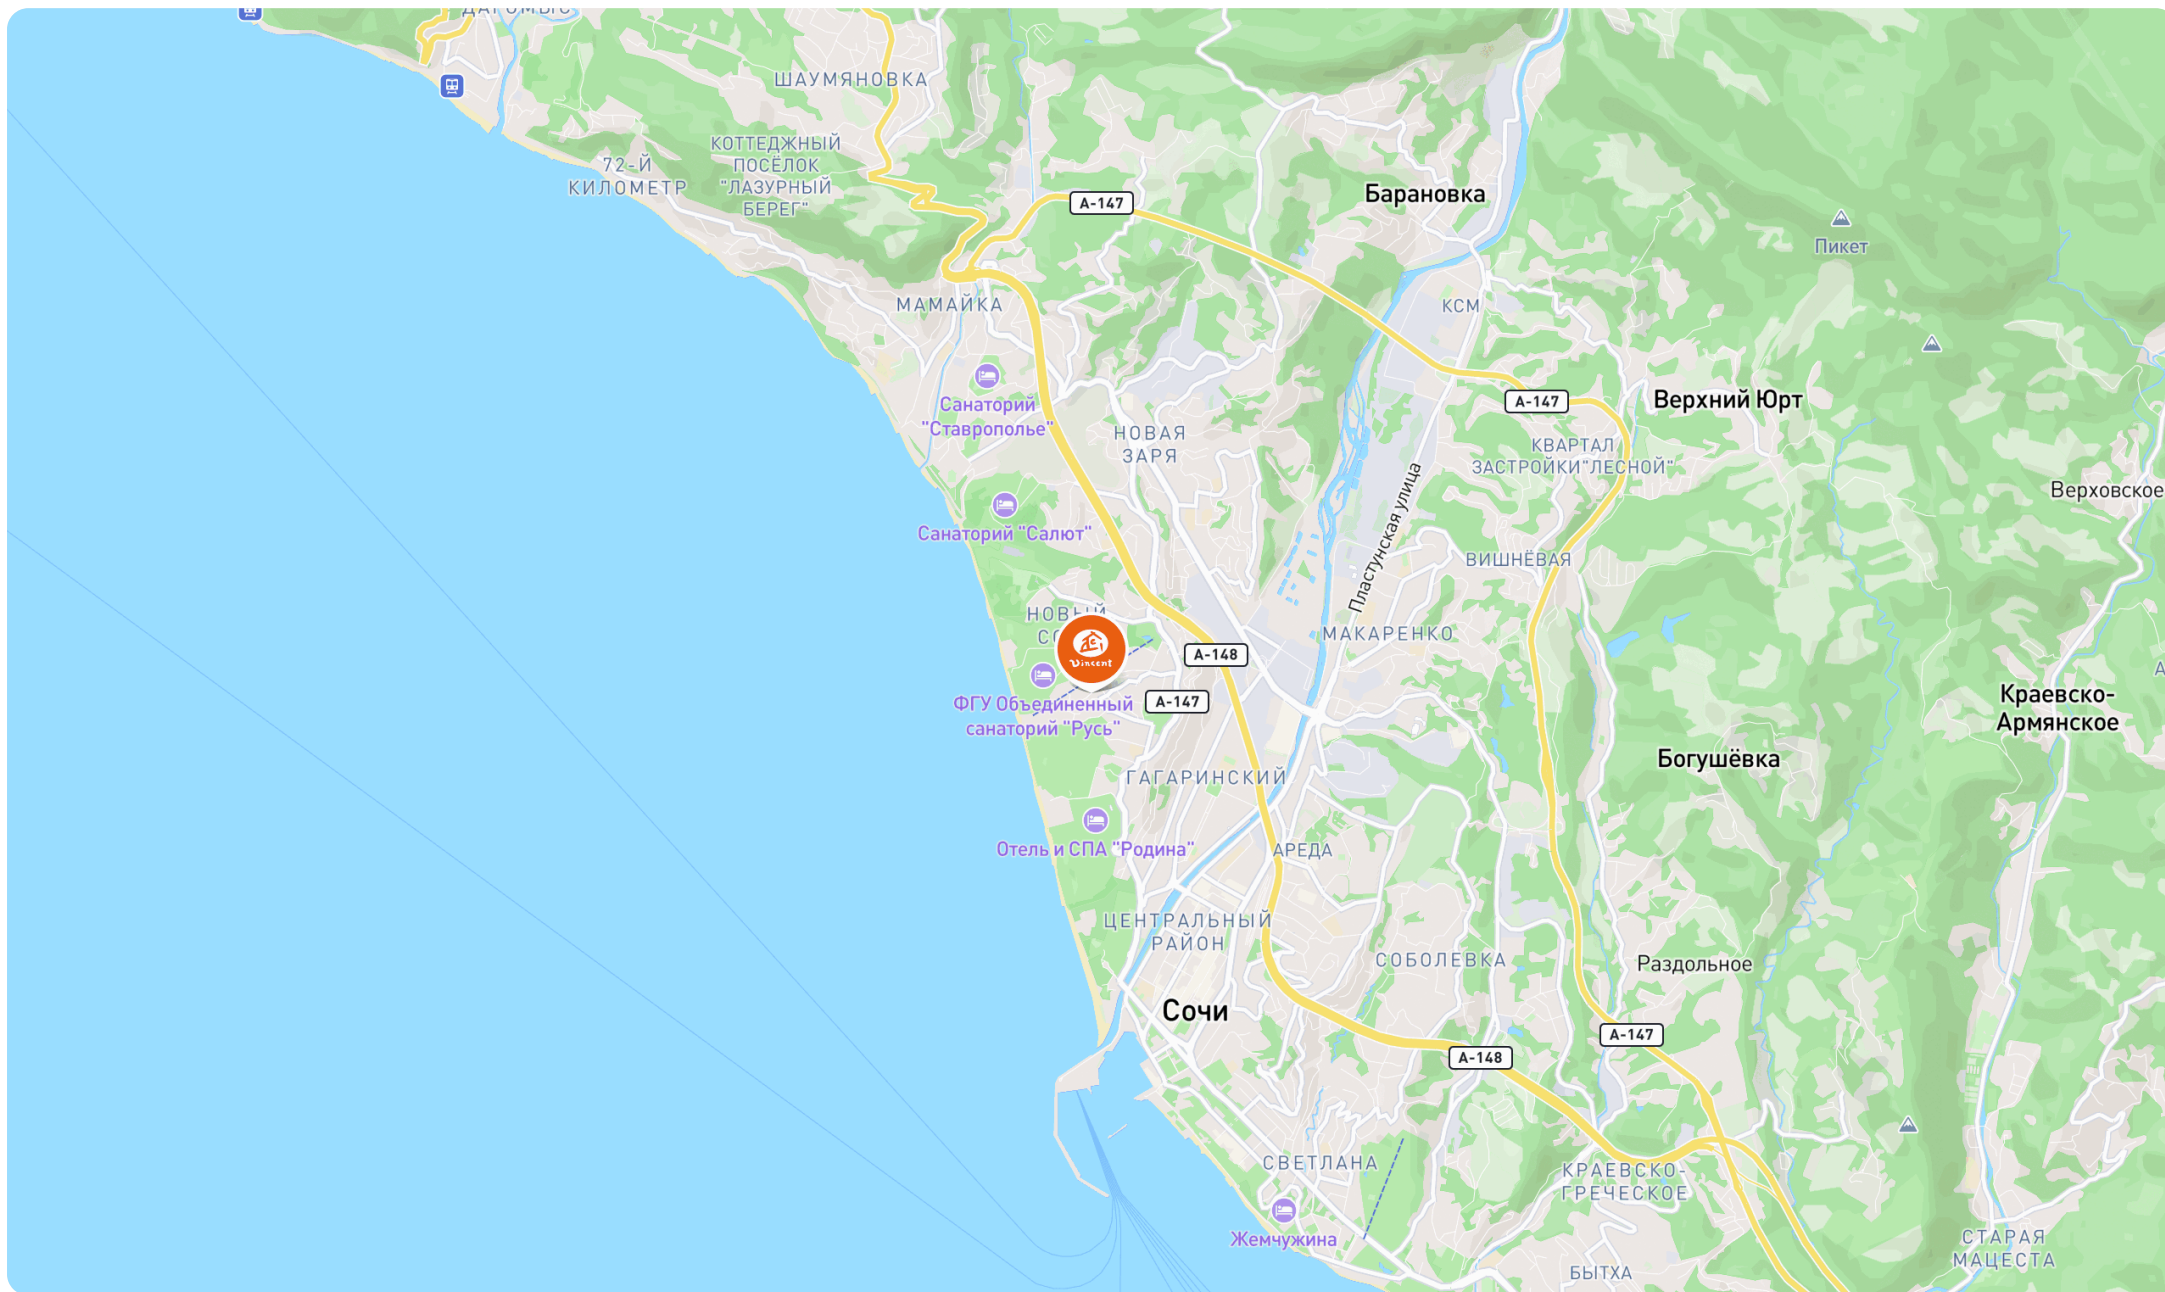 ДАГОМЫС
ШАУМЯНОВКА
КОТТЕДЖНЫЙ
ПОСЁЛОК
"ЛАЗУРНЫЙ
БЕРЕГ"
72-Й
КИЛОМЕТР
А-147
Барановка
Пикет
МАМАЙКА
КСМ
Санаторий
"Ставрополье"
А-147
Верхний Юрт
НОВАЯ
ЗАРЯ
КВАРТАЛ
ЗАСТРОЙКИ"ЛЕСНОЙ"
Верховское
Пластунская улица
Санаторий "Салют"
ВИШНЁВАЯ
НОВЫЙ
СО
МАКАРЕНКО
Vincent
А-148
А-147
ФГУ Объединенный
санаторий "Русь"
Краевско-
Армянское
Богушёвка
ГАГАРИНСКИЙ
Отель и СПА "Родина"
АРЕДА
ЦЕНТРАЛЬНЫЙ
РАЙОН
СОБОЛЕВКА
Раздольное
Сочи
А-147
А-148
СВЕТЛАНА
КРАЕВСКО-
ГРЕЧЕСКОЕ
Жемчужина
БЫТХА
СТАРАЯ
МАЦЕСТА